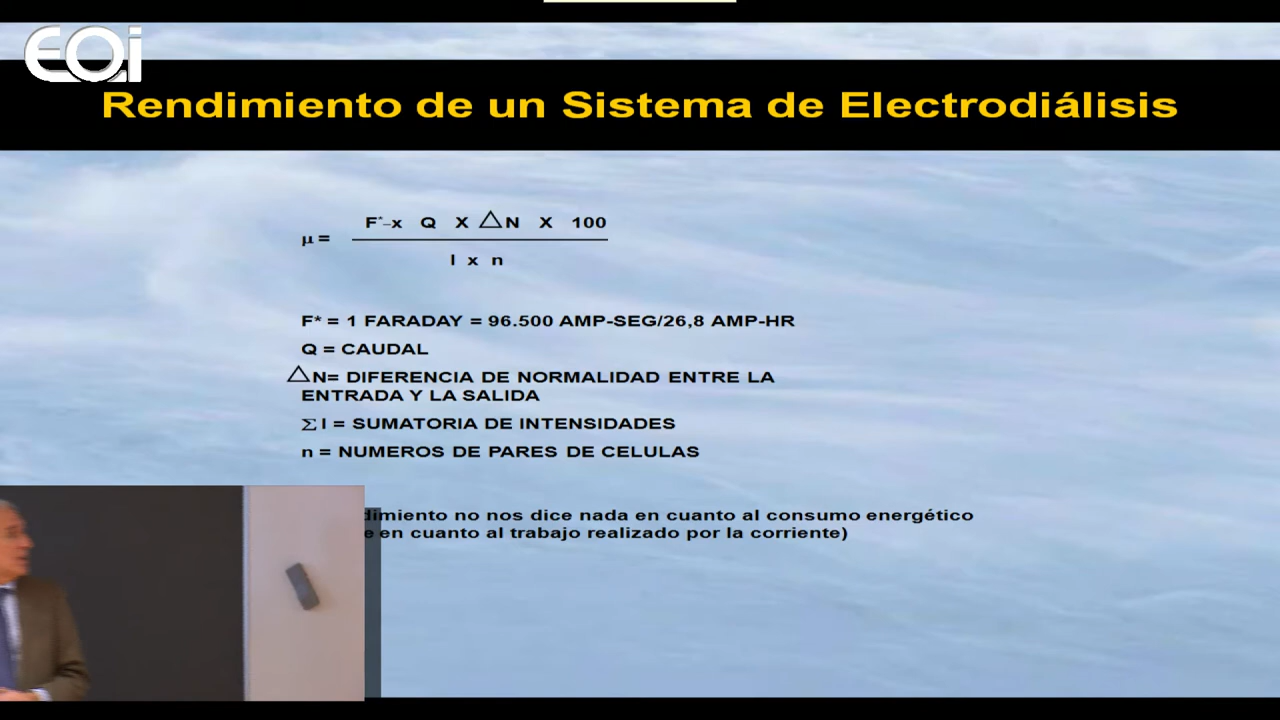 EOi
Rendimiento de un Sistema de Electrodiálisis
F*–x Q X △N X 100
μ =
I x n
F* = 1 FARADAY = 96.500 AMP-SEG/26,8 AMP-HR
Q = CAUDAL
△N= DIFERENCIA DE NORMALIDAD ENTRE LA
ENTRADA Y LA SALIDA
Σ I = SUMATORIA DE INTENSIDADES
n = NUMEROS DE PARES DE CELULAS
dimiento no nos dice nada en cuanto al consumo energético
e en cuanto al trabajo realizado por la corriente)